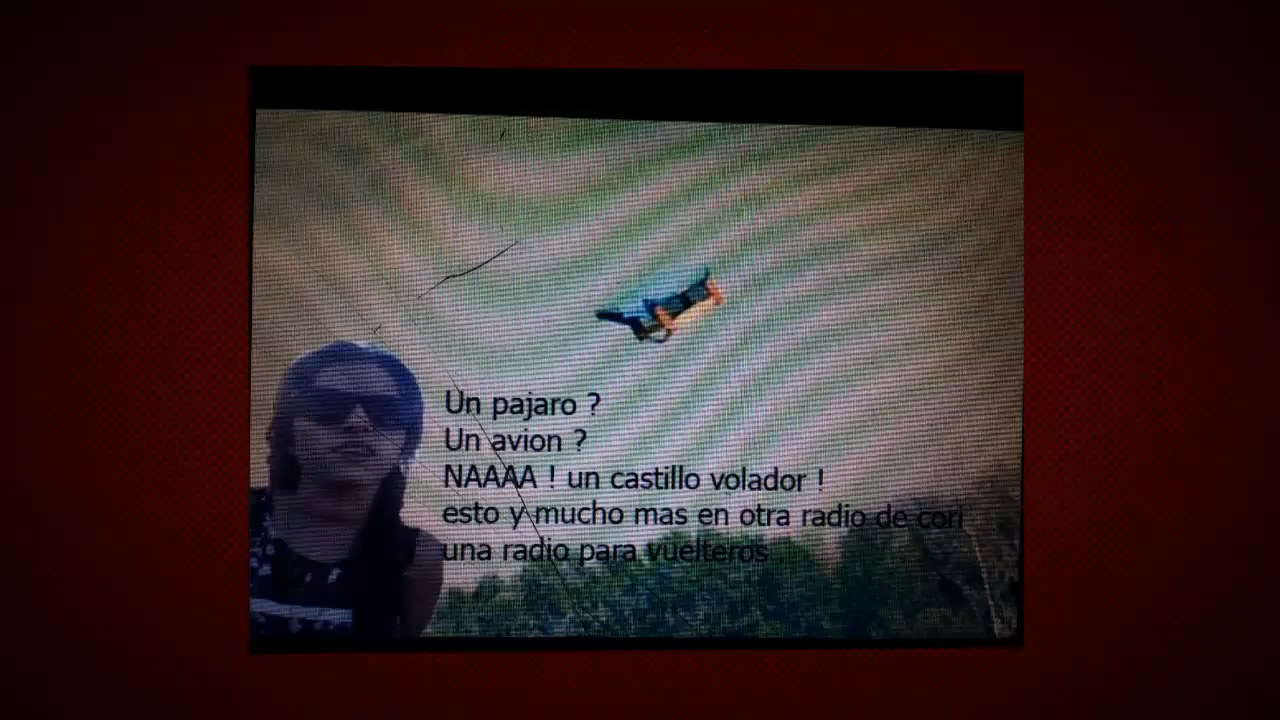 Un pajaro ?
Un avion ?
NAAAA ! un castillo volador !
esto y mucho mas en otra radio de cori
una radio para vuelteros